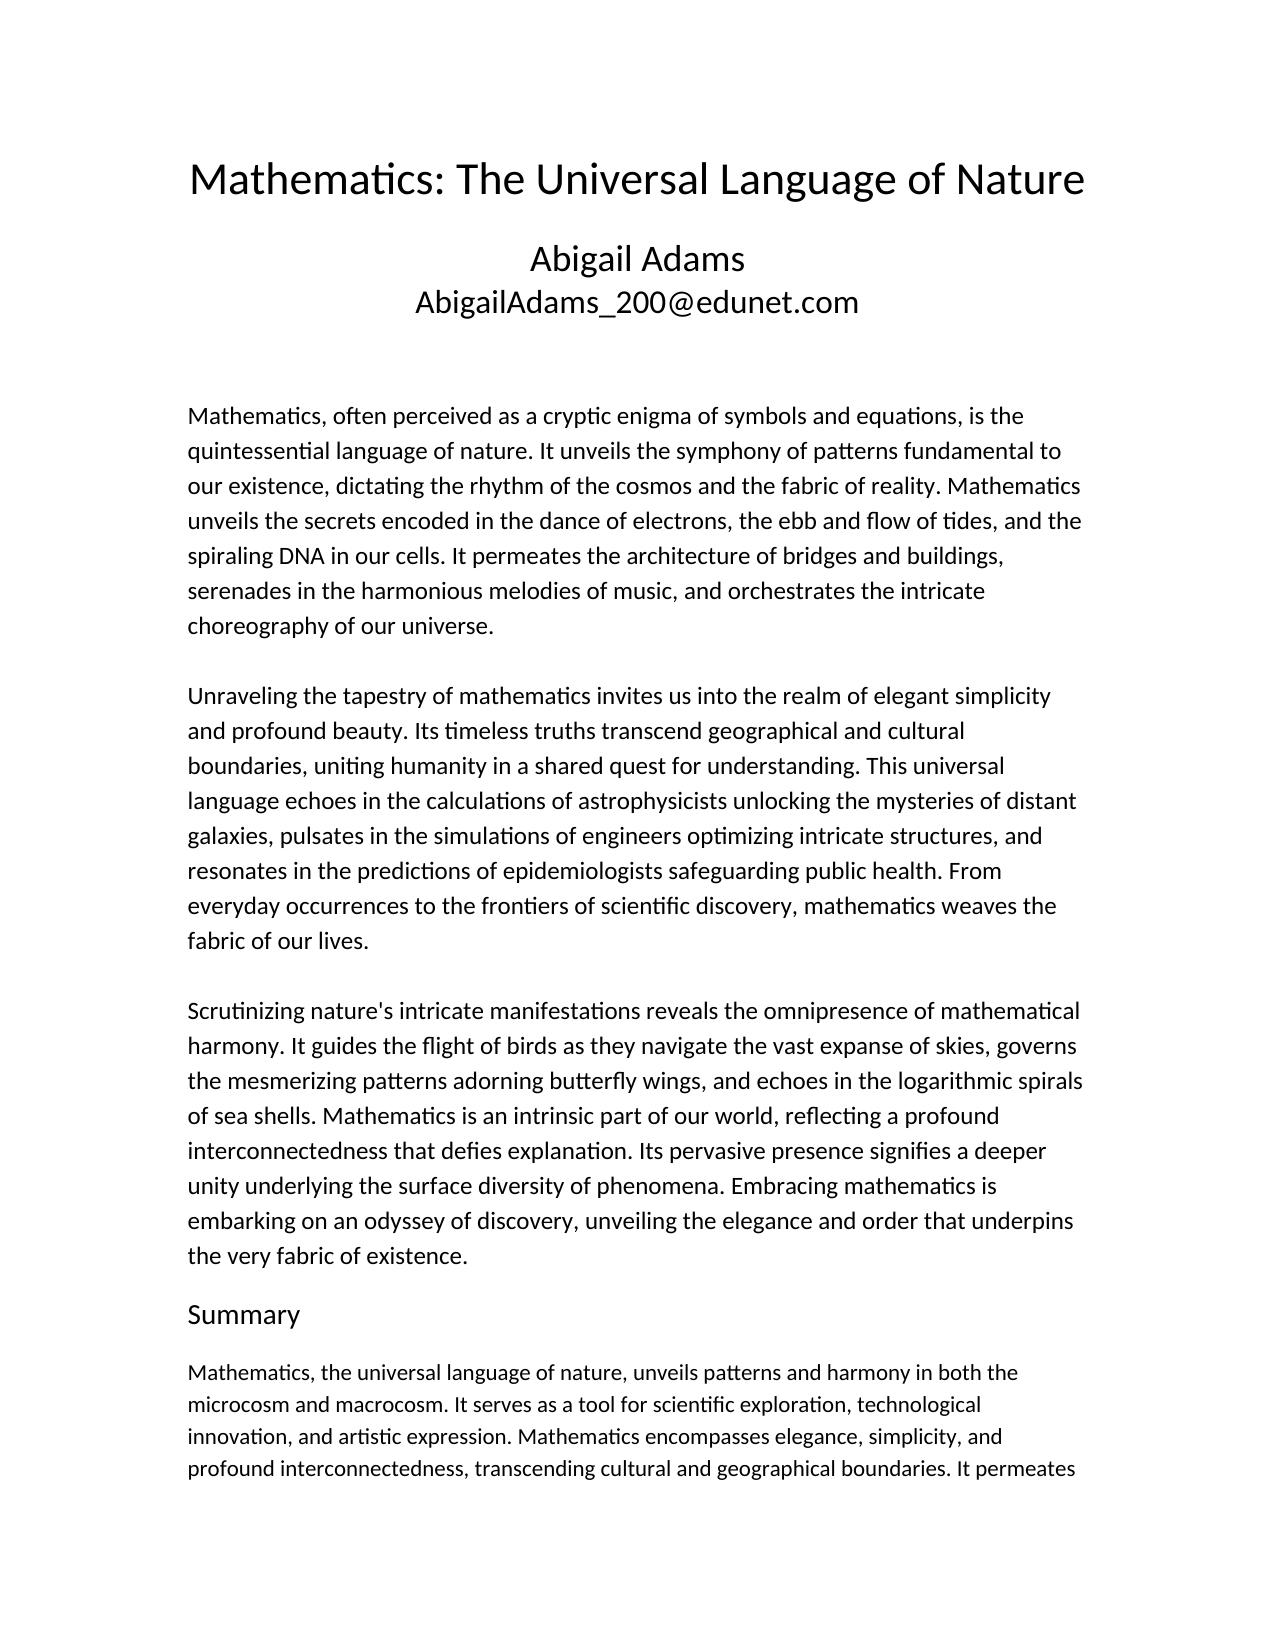 Mathematics: The Universal Language of Nature
Abigail Adams
AbigailAdams_200@edunet.com
Mathematics, often perceived as a cryptic enigma of symbols and equations, is the
quintessential language of nature. It unveils the symphony of patterns fundamental to
our existence, dictating the rhythm of the cosmos and the fabric of reality. Mathematics
unveils the secrets encoded in the dance of electrons, the ebb and flow of tides, and the
spiraling DNA in our cells. It permeates the architecture of bridges and buildings,
serenades in the harmonious melodies of music, and orchestrates the intricate
choreography of our universe.
Unraveling the tapestry of mathematics invites us into the realm of elegant simplicity
and profound beauty. Its timeless truths transcend geographical and cultural
boundaries, uniting humanity in a shared quest for understanding. This universal
language echoes in the calculations of astrophysicists unlocking the mysteries of distant
galaxies, pulsates in the simulations of engineers optimizing intricate structures, and
resonates in the predictions of epidemiologists safeguarding public health. From
everyday occurrences to the frontiers of scientific discovery, mathematics weaves the
fabric of our lives.
Scrutinizing nature's intricate manifestations reveals the omnipresence of mathematical
harmony. It guides the flight of birds as they navigate the vast expanse of skies, governs
the mesmerizing patterns adorning butterfly wings, and echoes in the logarithmic spirals
of sea shells. Mathematics is an intrinsic part of our world, reflecting a profound
interconnectedness that defies explanation. Its pervasive presence signifies a deeper
unity underlying the surface diversity of phenomena. Embracing mathematics is
embarking on an odyssey of discovery, unveiling the elegance and order that underpins
the very fabric of existence.
Summary
Mathematics, the universal language of nature, unveils patterns and harmony in both the
microcosm and macrocosm. It serves as a tool for scientific exploration, technological
innovation, and artistic expression. Mathematics encompasses elegance, simplicity, and
profound interconnectedness, transcending cultural and geographical boundaries. It permeates